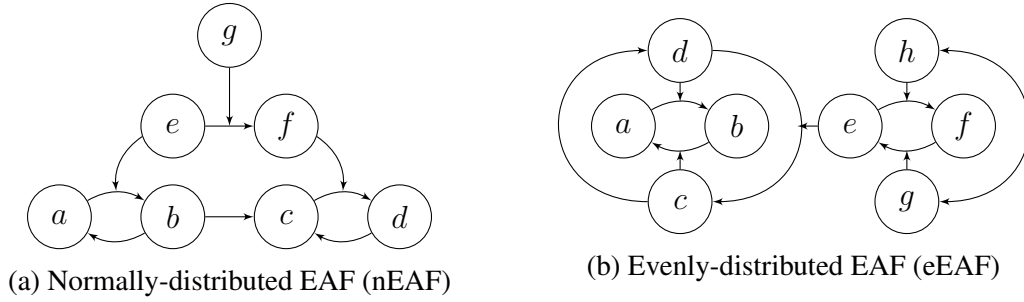 g
e
f
a
b
c
d
(a) Normally-distributed EAF (nEAF)
d
h
a
b
e
f
c
g
(b) Evenly-distributed EAF (eEAF)